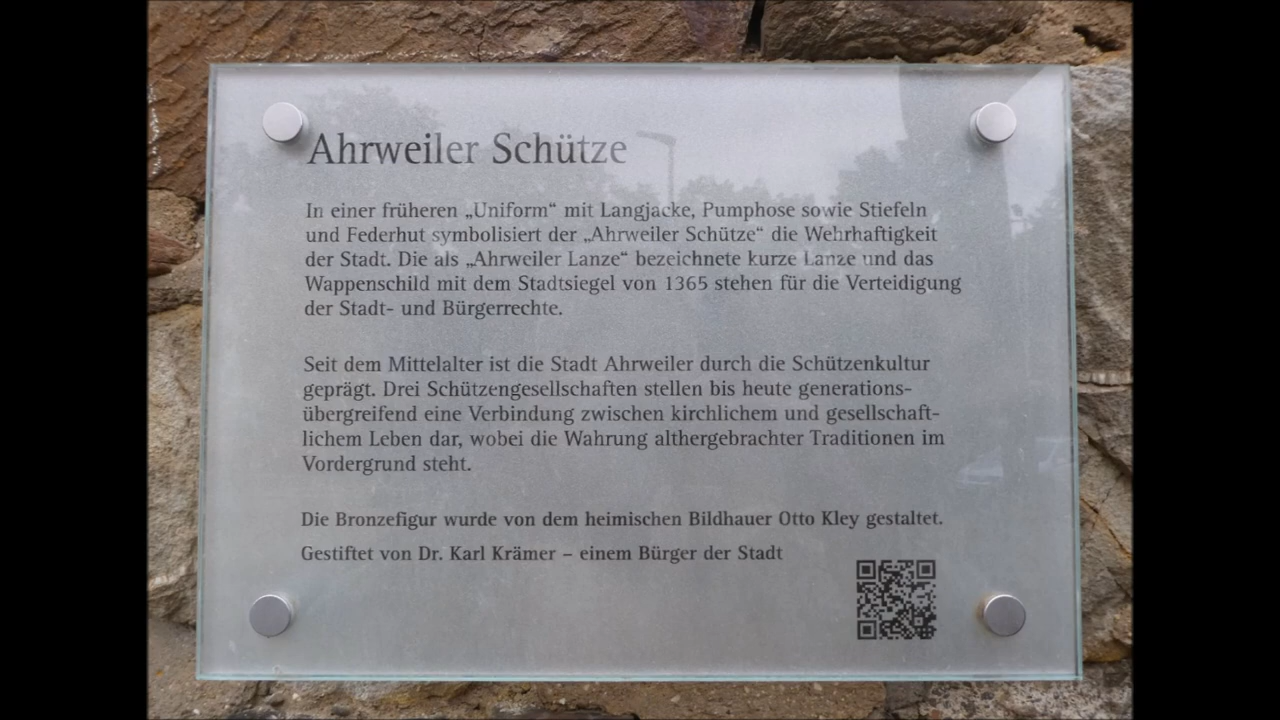 Ahrweiler Schütze
In einer früheren „Uniform“ mit Langjacke, Pumphose sowie Stiefeln
und Federhut symbolisiert der „Ahrweiler Schütze“ die Wehrhaftigkeit
der Stadt. Die als „Ahrweiler Lanze“ bezeichnete kurze Lanze und das
Wappenschild mit dem Stadtsiegel von 1365 stehen für die Verteidigung
der Stadt- und Bürgerrechte.
Seit dem Mittelalter ist die Stadt Ahrweiler durch die Schützenkultur
geprägt. Drei Schützengesellschaften stellen bis heute generations-
übergreifend eine Verbindung zwischen kirchlichem und gesellschaft-
lichem Leben dar, wobei die Wahrung althergebrachter Traditionen im
Vordergrund steht.
Die Bronzefigur wurde von dem heimischen Bildhauer Otto Kley gestaltet.
Gestiftet von Dr. Karl Krämer – einem Bürger der Stadt